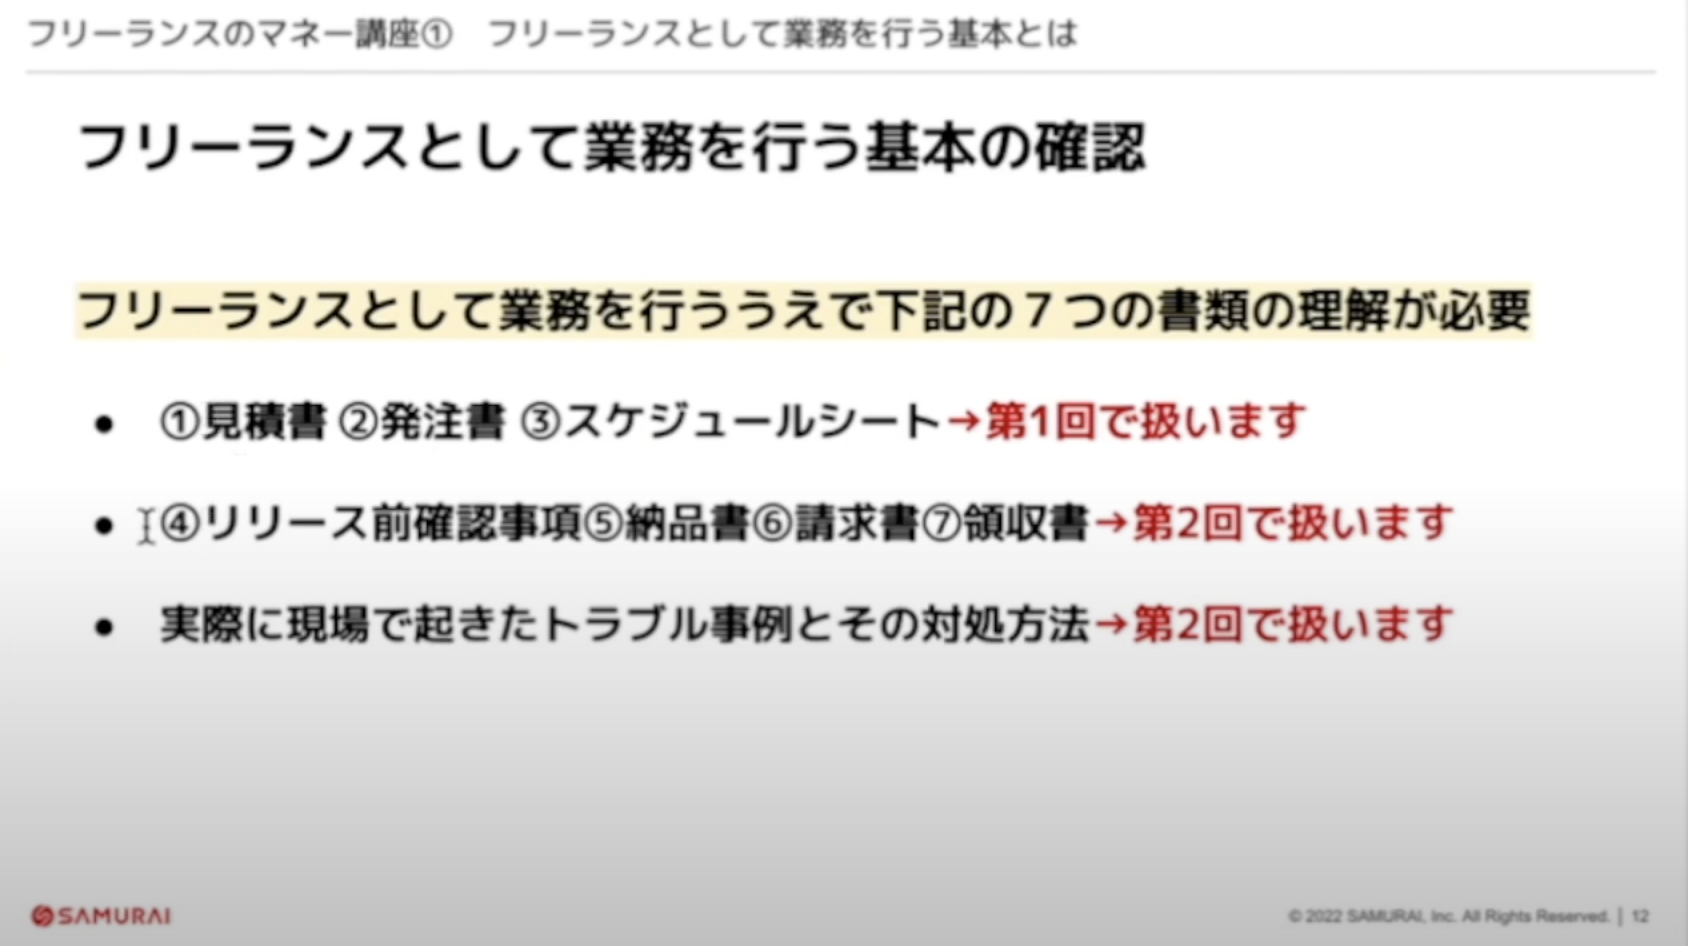 フリーランスのマネー講座①　フリーランスとして業務を行う基本とは
フリーランスとして業務を行う基本の確認
フリーランスとして業務を行ううえで下記の７つの書類の理解が必要
● ①見積書 ②発注書 ③スケジュールシート→第1回で扱います
● ④リリース前確認事項⑤納品書⑥請求書⑦領収書→第2回で扱います
● 実際に現場で起きたトラブル事例とその対処方法→第2回で扱います
SAMURAI
© 2022 SAMURAI, Inc. All Rights Reserved. | 12